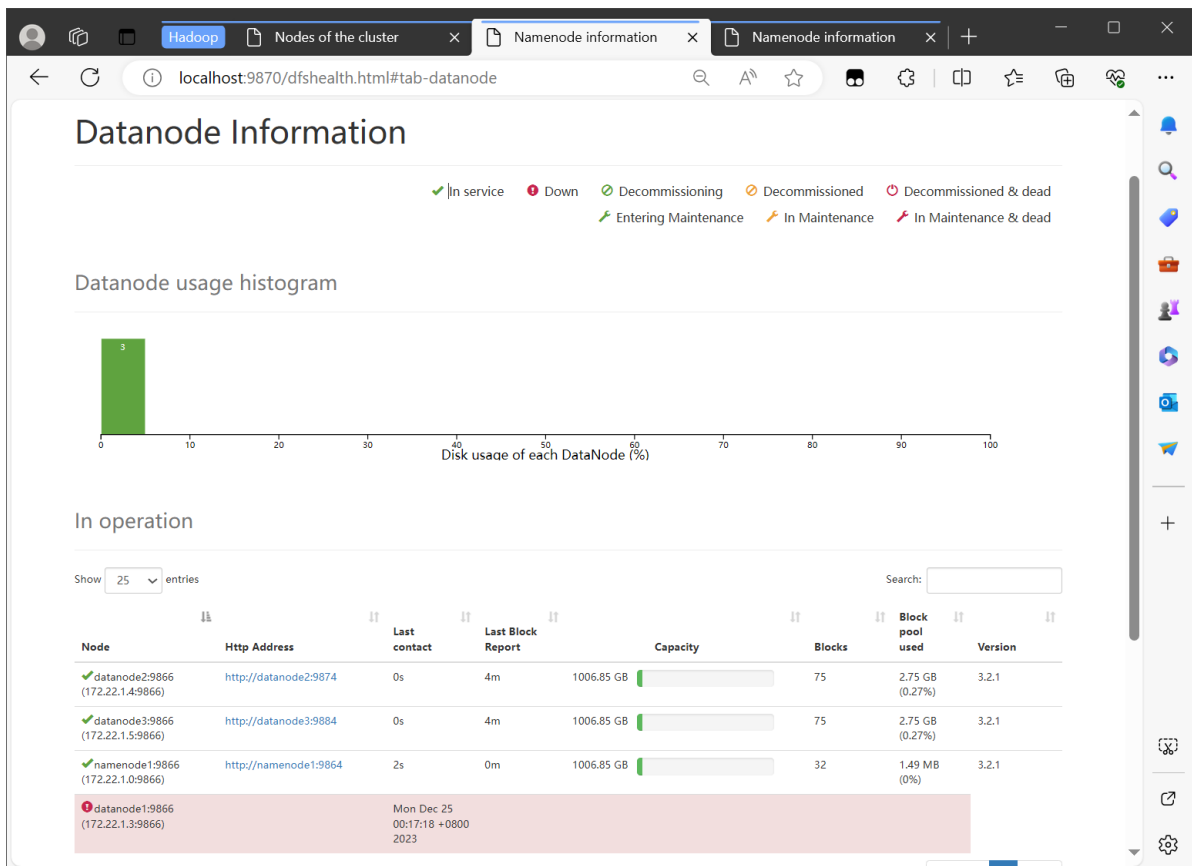 Hadoop Nodes of the cluster Namenode information Namenode information
localhost:9870/dfshealth.html#tab-datanode
Datanode Information
In service Down Decommissioning Decommissioned Decommissioned & dead
Entering Maintenance In Maintenance In Maintenance & dead
Datanode usage histogram
3
0 10 20 30 40 50 60 70 80 90 100
Disk usage of each DataNode (%)
In operation
Show 25 entries Search:
Node Http Address Last contact Last Block Report Capacity Blocks Block pool used Version
datanode2:9866 http://datanode2:9874 0s 4m 1006.85 GB 75 2.75 GB 3.2.1
(172.22.1.4:9866) (0.27%)
datanode3:9866 http://datanode3:9884 0s 4m 1006.85 GB 75 2.75 GB 3.2.1
(172.22.1.5:9866) (0.27%)
namenode1:9866 http://namenode1:9864 2s 0m 1006.85 GB 32 1.49 MB 3.2.1
(172.22.1.0:9866) (0%)
datanode1:9866 Mon Dec 25
(172.22.1.3:9866) 00:17:18 +0800
2023